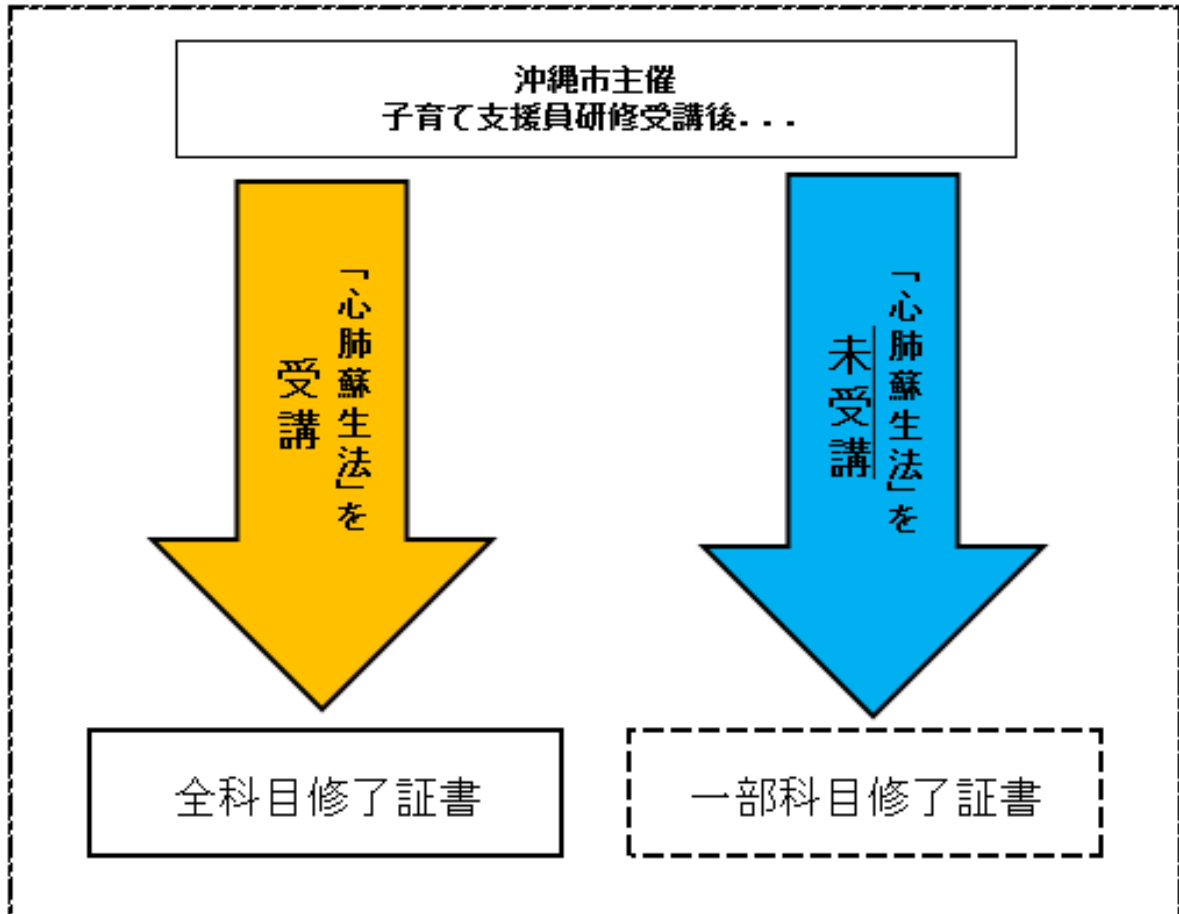 沖縄市主催
子育て支援員研修受講後．．．
「心肺蘇生法」を
受講
「心肺蘇生法」を
未受講
全科目修了証書
一部科目修了証書